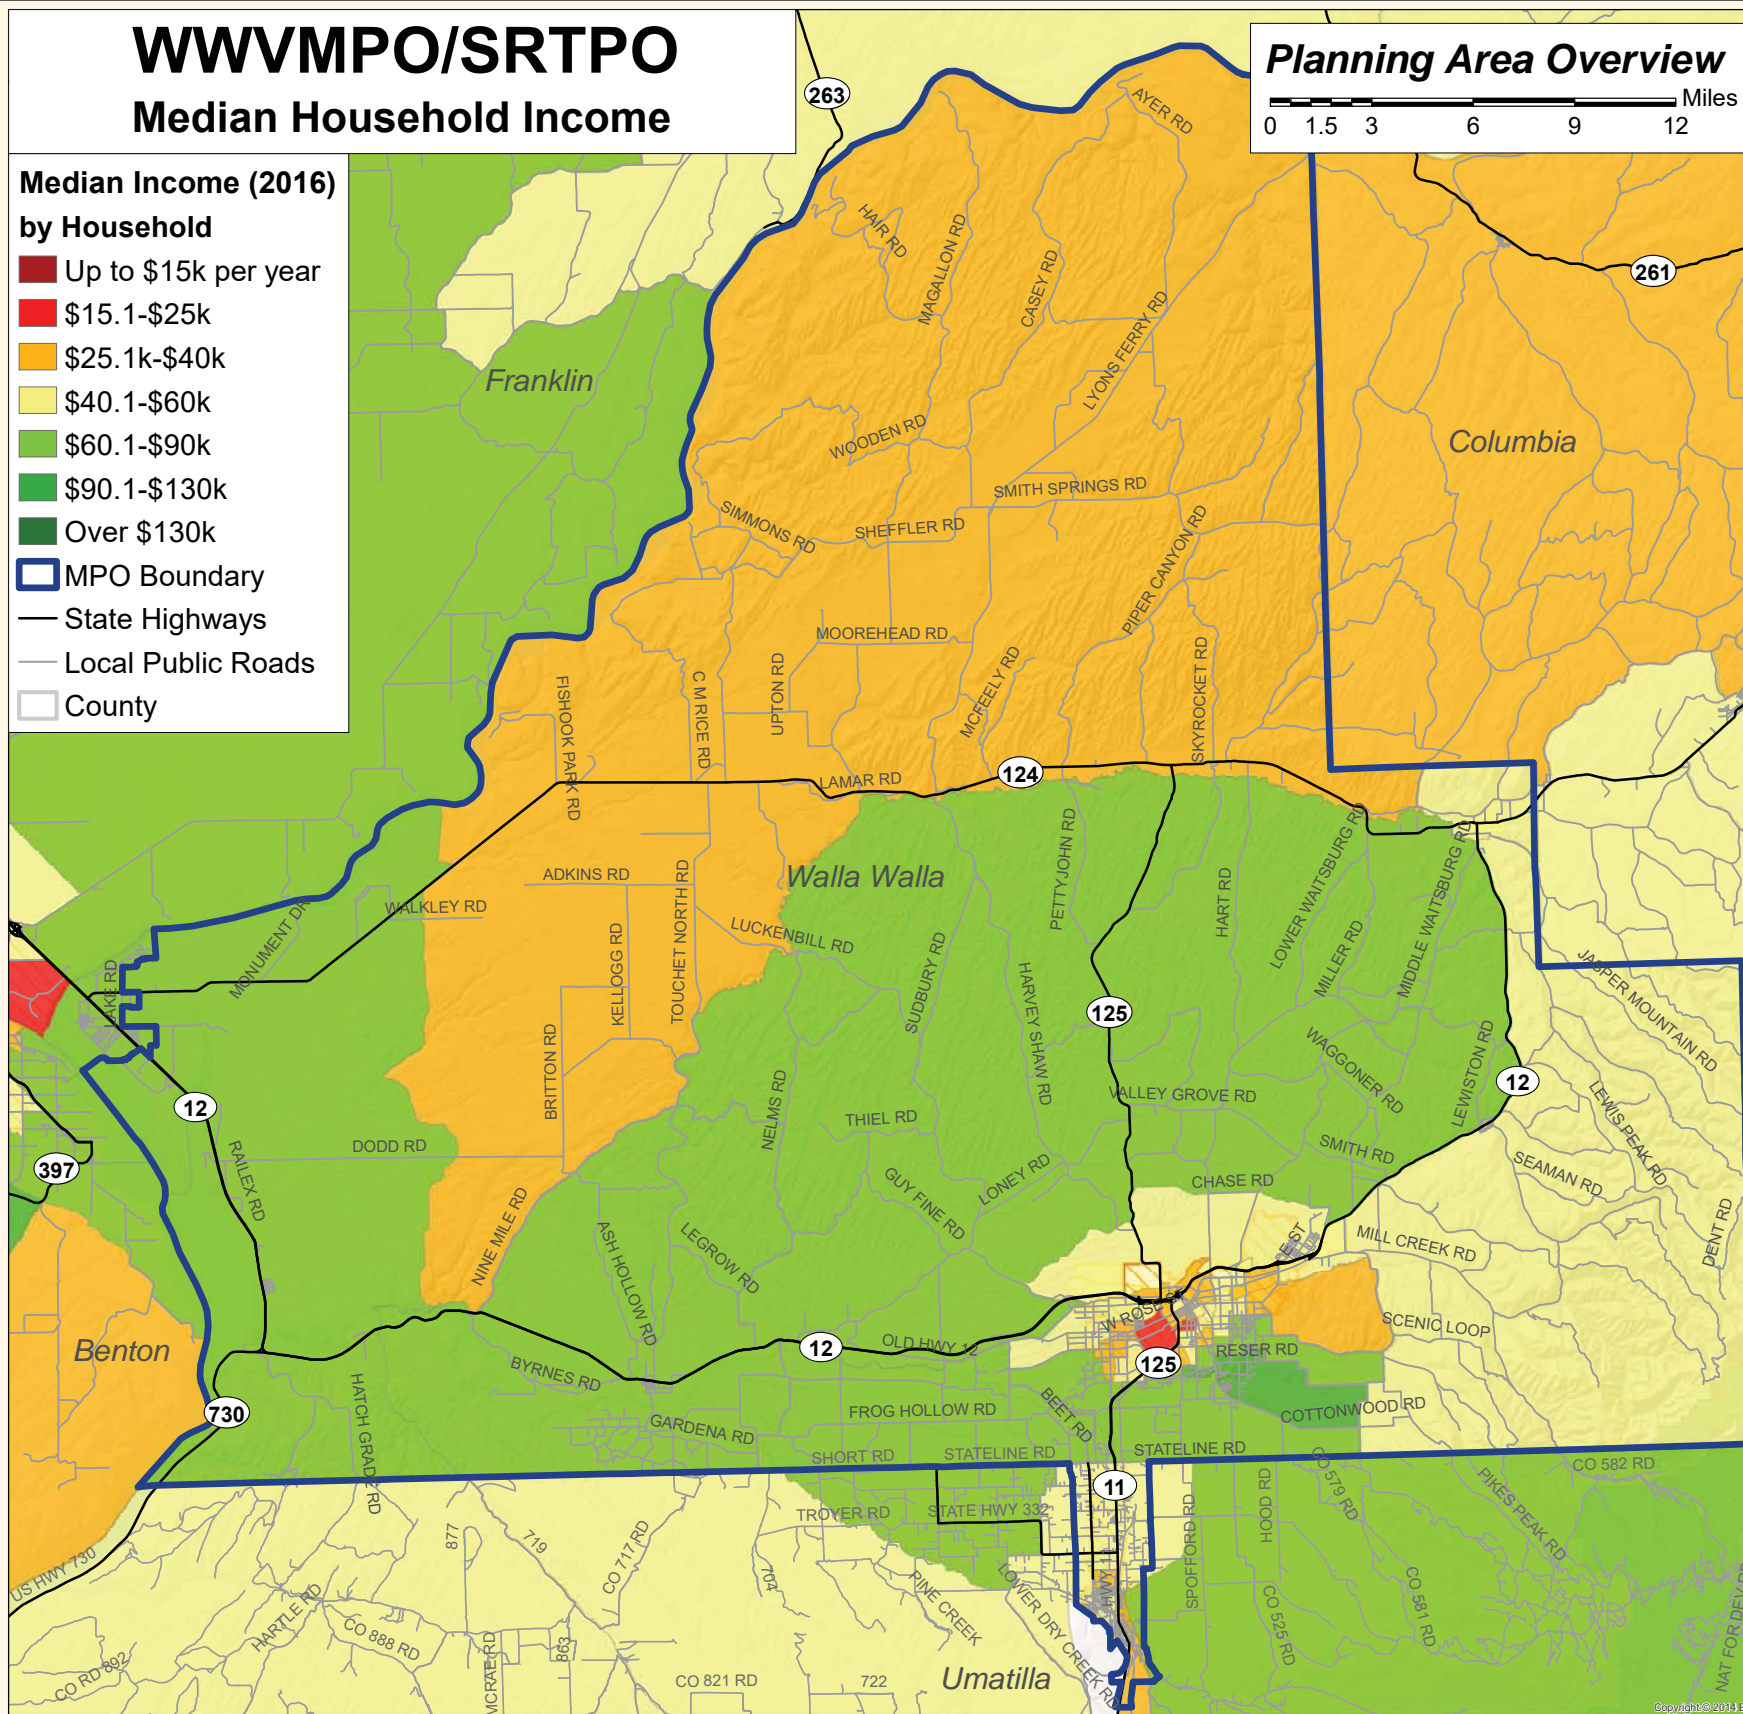 WWVMPO/SRTPO
Median Household Income
Planning Area Overview
Miles
0 1.5 3 6 9 12
Median Income (2016)
by Household
Up to $15k per year
$15.1-$25k
$25.1k-$40k
$40.1-$60k
$60.1-$90k
$90.1-$130k
Over $130k
MPO Boundary
State Highways
Local Public Roads
County
263
AYER RD
HAIR RD
MAGALLON RD
CASEY RD
LYONS FERRY RD
261
Franklin
Columbia
WOODEN RD
SMITH SPRINGS RD
SIMMONS RD
SHEFFLER RD
PIPER CANYON RD
MOOREHEAD RD
FISHOOK PARK RD
C M RICE RD
UPTON RD
MCFEELY RD
SKYROCKET RD
LAMAR RD
124
PETTYJOHN RD
LOWER WAITSBURG RD
MIDDLE WAITSBURG RD
ADKINS RD
Walla Walla
HART RD
WALKLEY RD
MONUMENT DR
LAKE RD
KELLOGG RD
TOUCHET NORTH RD
LUCKENBILL RD
SUDBURY RD
HARVEY SHAW RD
MILLER RD
JASPER MOUNTAIN RD
125
WAGGONER RD
LEWISTON RD
12
12
BRITTON RD
NELMS RD
THIEL RD
VALLEY GROVE RD
LEWIS PEAK RD
397
RAILEX RD
DODD RD
SMITH RD
SEAMAN RD
GUY FINE RD
LONEY RD
CHASE RD
NINE MILE RD
ASH HOLLOW RD
LEGROW RD
E ST
MILL CREEK RD
DENT RD
Benton
W ROSE ST
SCENIC LOOP
12
OLD HWY 12
RESER RD
125
BYRNES RD
HATCH GRADE RD
730
GARDENA RD
FROG HOLLOW RD
BEET RD
COTTONWOOD RD
SHORT RD
STATELINE RD
STATELINE RD
CO 579 RD
CO 582 RD
11
HOOD RD
PIKES PEAK RD
TROYER RD
STATE HWY 332
SPOFFORD RD
US HWY 730
877
719
CO 717 RD
704
PINE CREEK
LOWER DRY CREEK RD
HWY 11
CO 525 RD
CO 581 RD
HARTLE RD
CO 888 RD
863
MCRAE RD
CO RD 892
CO 821 RD
722
Umatilla
Copyright:© 2014 E